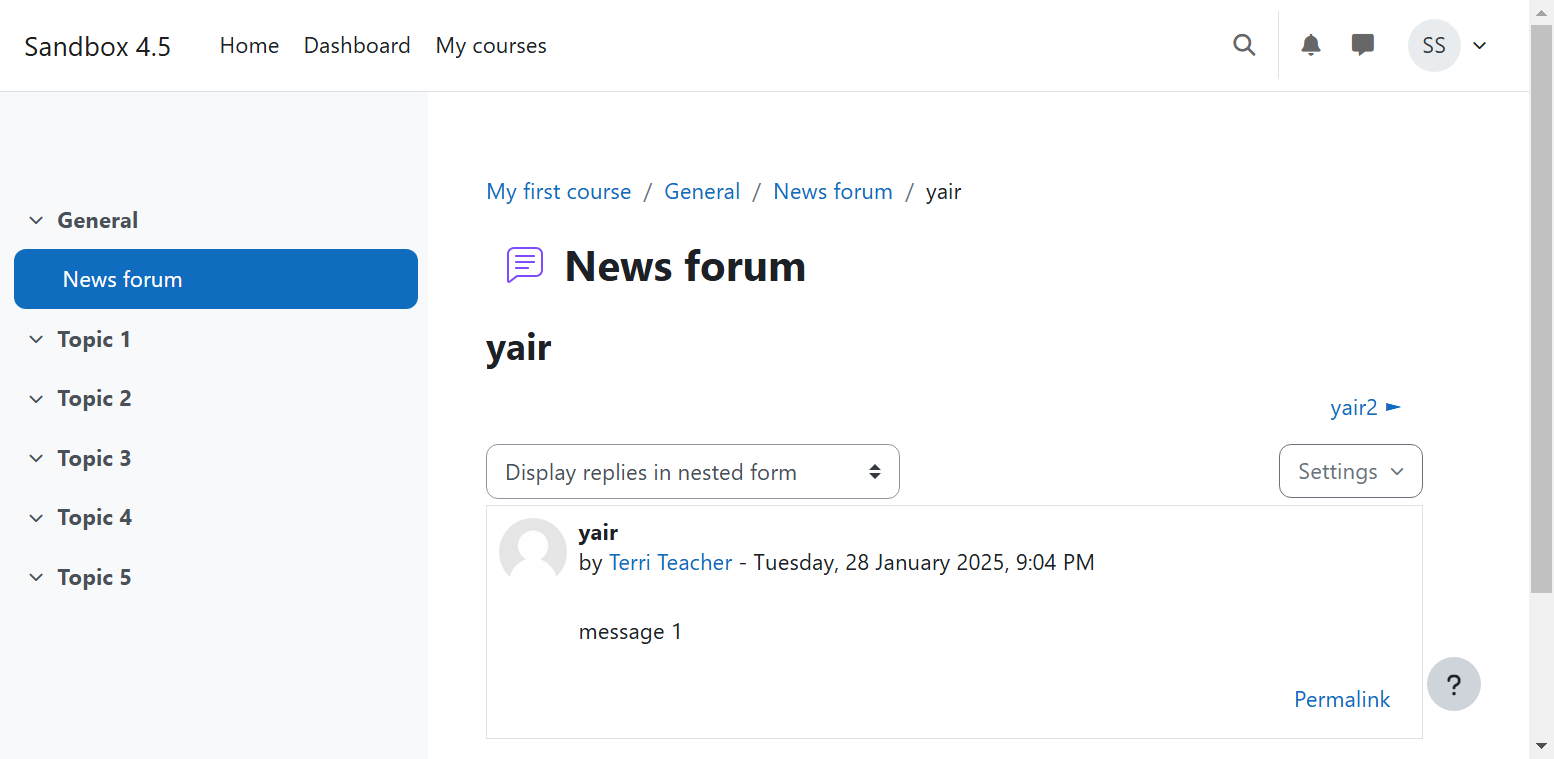 Sandbox 4.5 Home Dashboard My courses SS
General
News forum
Topic 1
Topic 2
Topic 3
Topic 4
Topic 5
My first course / General / News forum / yair
News forum
yair
yair2 ►
Display replies in nested form
Settings
yair
by Terri Teacher - Tuesday, 28 January 2025, 9:04 PM
message 1
Permalink
?